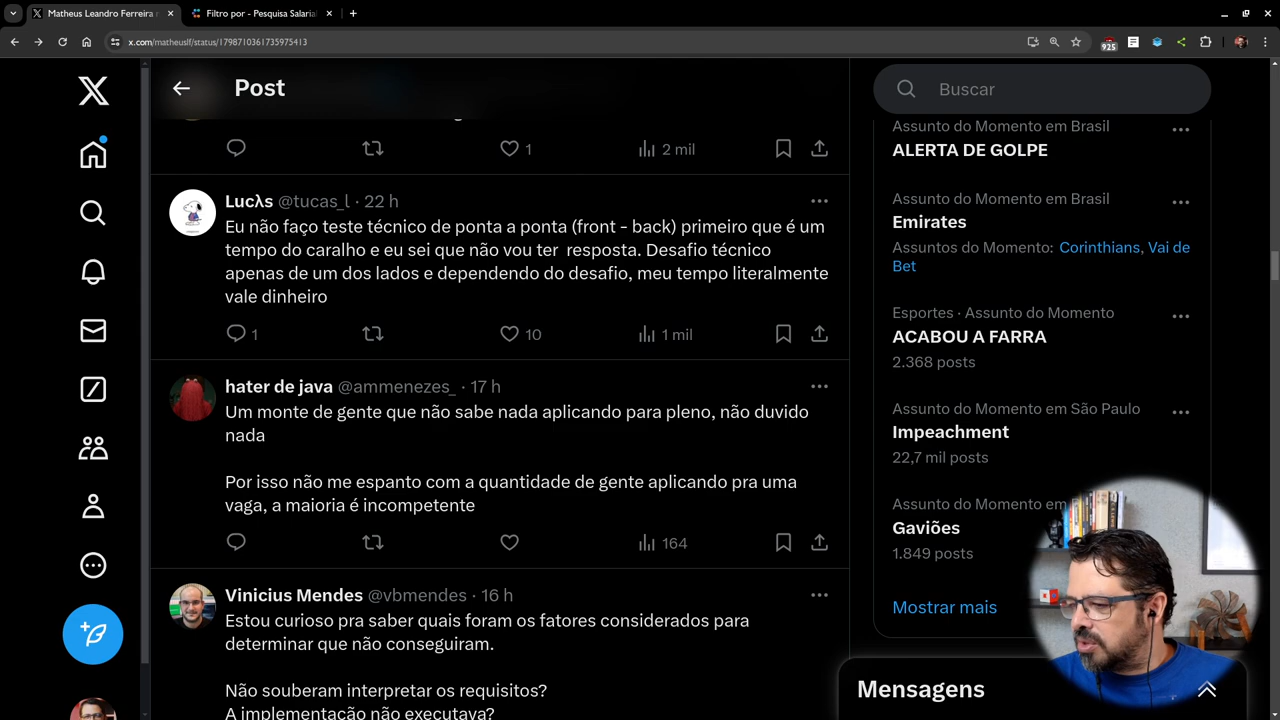 Matheus Leandro Ferreira n
Filtro por - Pesquisa Salarial
x.com/matheuslf/status/1798710361735975413
925
Post
Buscar
1
2 mil
Lucλs @tucas_l · 22 h
Eu não faço teste técnico de ponta a ponta (front - back) primeiro que é um
tempo do caralho e eu sei que não vou ter resposta. Desafio técnico
apenas de um dos lados e dependendo do desafio, meu tempo literalmente
vale dinheiro
1
10
1 mil
hater de java @ammenezes_ · 17 h
Um monte de gente que não sabe nada aplicando para pleno, não duvido
nada
Por isso não me espanto com a quantidade de gente aplicando pra uma
vaga, a maioria é incompetente
164
Vinicius Mendes @vbmendes · 16 h
Estou curioso pra saber quais foram os fatores considerados para
determinar que não conseguiram.
Não souberam interpretar os requisitos?
A implementação não executava?
Assunto do Momento em Brasil
ALERTA DE GOLPE
Assunto do Momento em Brasil
Emirates
Assuntos do Momento: Corinthians, Vai de
Bet
Esportes · Assunto do Momento
ACABOU A FARRA
2.368 posts
Assunto do Momento em São Paulo
Impeachment
22,7 mil posts
Assunto do Momento em
Gaviões
1.849 posts
Mostrar mais
Mensagens